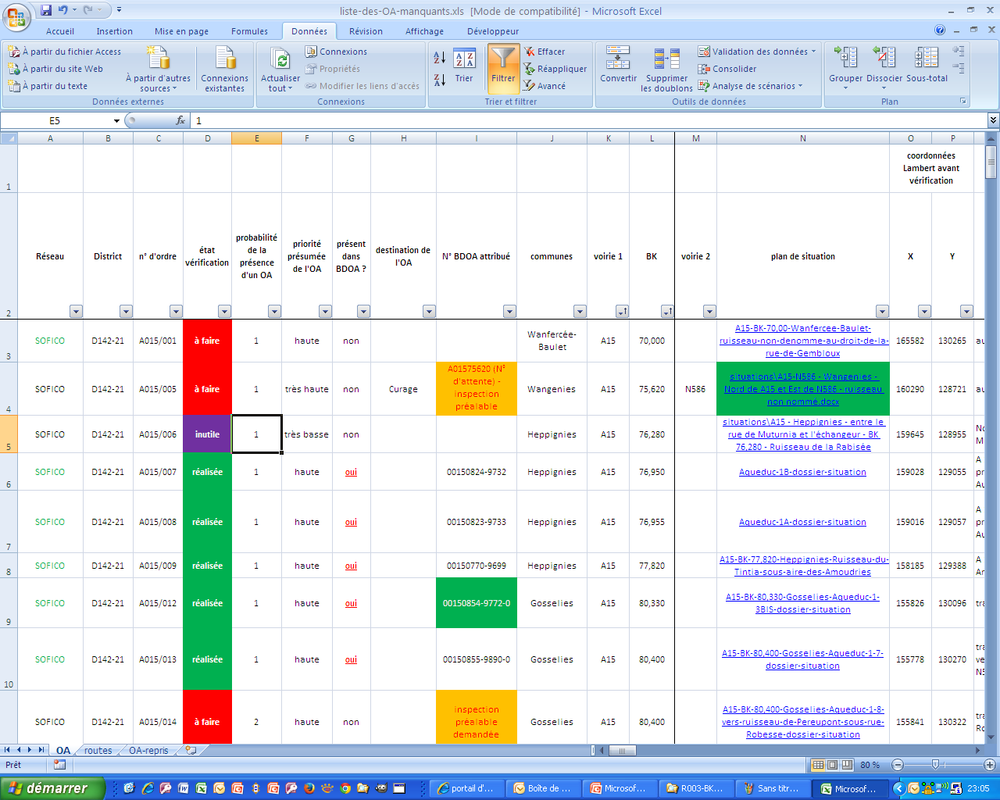 liste-des-OA-manquants.xls [Mode de compatibilité] - Microsoft Excel
Accueil Insertion Mise en page Formules Données Révision Affichage Développeur
À partir du fichier Access
À partir du site Web
À partir du texte
À partir d'autres sources
Connexions existantes
Données externes
Actualiser tout
Connexions
Propriétés
Modifier les liens d'accès
Connexions
Trier
Filtrer
Effacer
Réappliquer
Avancé
Trier et filtrer
Convertir
Supprimer les doublons
Validation des données
Consolider
Analyse de scénarios
Outils de données
Grouper Dissocier Sous-total
Plan
E5 fx 1
A B C D E F G H I J K L M N O P
1 coordonnées Lambert avant vérification
2 Réseau District n° d'ordre état vérification probabilité de la présence d'un OA priorité présumée de l'OA présent dans BDOA ? destination de l'OA N° BDOA attribué communes voirie 1 BK voirie 2 plan de situation X Y
3 SOFICO D142-21 A015/001 à faire 1 haute non Wanfercée-Baulet A15 70,000 A15-BK-70,00-Wanfercee-Baulet-ruisseau-non-denomme-au-droit-de-la-rue-de-Gembloux 165582 130265 au
4 SOFICO D142-21 A015/005 à faire 1 très haute non Curage A01575620 (N° d'attente) - inspection préalable Wangenies A15 75,620 N586 situations\A15-N586 - Wangenies - Nord de A15 et Est de N586 - ruisseau non nommé.docx 160290 128721 au
5 SOFICO D142-21 A015/006 inutile 1 très basse non Heppignies A15 76,280 situations\A15 - Heppignies - entre le rue de Muturnia et l'échangeur - BK 76,280 - Ruisseau de la Rabisée 159645 128955 No
6 SOFICO D142-21 A015/007 réalisée 1 haute oui 00150824-9732 Heppignies A15 76,950 Aqueduc-1B-dossier-situation 159028 129055 A pr Au
7 SOFICO D142-21 A015/008 réalisée 1 haute oui 00150823-9733 Heppignies A15 76,955 Aqueduc-1A-dossier-situation 159016 129057 A pr Au
8 SOFICO D142-21 A015/009 réalisée 1 haute oui 00150770-9699 Heppignies A15 77,820 A15-BK-77,820-Heppignies-Ruisseau-du-Tintia-sous-aire-des-Amoudries 158185 129388 A
9 SOFICO D142-21 A015/012 réalisée 1 haute oui 00150854-9772-0 Gosselies A15 80,330 A15-BK-80,330-Gosselies-Aqueduc-1-3BIS-dossier-situation 155826 130096 tra
10 SOFICO D142-21 A015/013 réalisée 1 haute oui 00150855-9890-0 Gosselies A15 80,400 A15-BK-80,400-Gosselies-Aqueduc-1-7-dossier-situation 155778 130270 tra ve N5
SOFICO D142-21 A015/014 à faire 2 haute non Inspection préalable demandée Gosselies A15 80,400 A15-BK-80,400-Gosselies-Aqueduc-1-8-vers-ruisseau-de-Pereupont-sous-rue-Robesse-dossier-situation 155841 130322 tra Ro
OA routes OA-repris
Prêt 80 %
démarrer portail d'... Boîte de ... Microsof... R003-BK... Sans titr... Microsof... 23:05